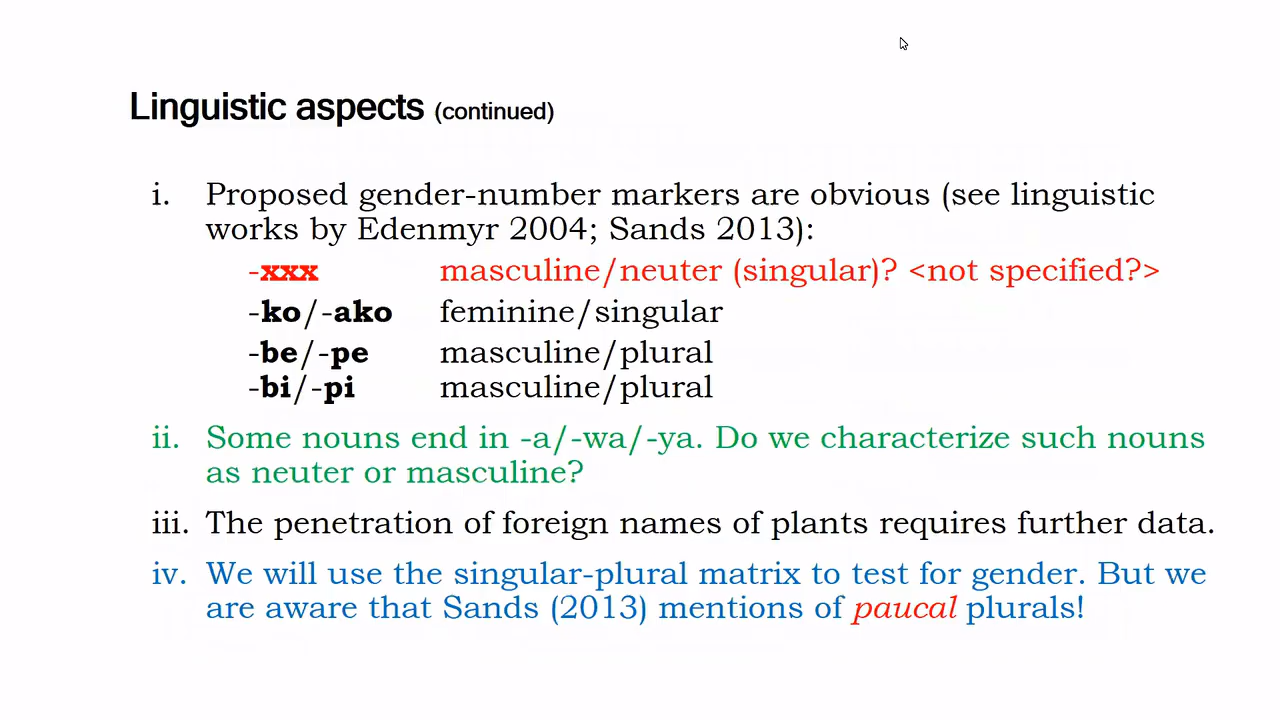 Linguistic aspects (continued)
i. Proposed gender-number markers are obvious (see linguistic
works by Edenmyr 2004; Sands 2013):
-xxx masculine/neuter (singular)? <not specified?>
-ko/-ako feminine/singular
-be/-pe masculine/plural
-bi/-pi masculine/plural
ii. Some nouns end in -a/-wa/-ya. Do we characterize such nouns
as neuter or masculine?
iii. The penetration of foreign names of plants requires further data.
iv. We will use the singular-plural matrix to test for gender. But we
are aware that Sands (2013) mentions of paucal plurals!